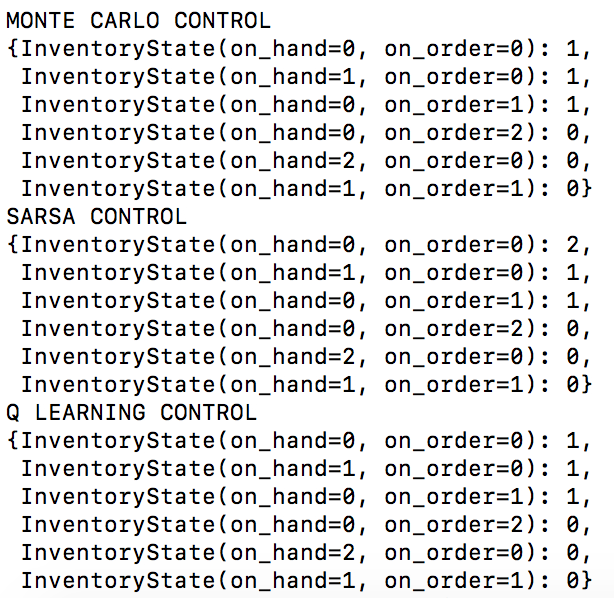 MONTE CARLO CONTROL
{InventoryState(on_hand=0, on_order=0): 1,
 InventoryState(on_hand=1, on_order=0): 1,
 InventoryState(on_hand=0, on_order=1): 1,
 InventoryState(on_hand=0, on_order=2): 0,
 InventoryState(on_hand=2, on_order=0): 0,
 InventoryState(on_hand=1, on_order=1): 0}
SARSA CONTROL
{InventoryState(on_hand=0, on_order=0): 2,
 InventoryState(on_hand=1, on_order=0): 1,
 InventoryState(on_hand=0, on_order=1): 1,
 InventoryState(on_hand=0, on_order=2): 0,
 InventoryState(on_hand=2, on_order=0): 0,
 InventoryState(on_hand=1, on_order=1): 0}
Q LEARNING CONTROL
{InventoryState(on_hand=0, on_order=0): 1,
 InventoryState(on_hand=1, on_order=0): 1,
 InventoryState(on_hand=0, on_order=1): 1,
 InventoryState(on_hand=0, on_order=2): 0,
 InventoryState(on_hand=2, on_order=0): 0,
 InventoryState(on_hand=1, on_order=1): 0}